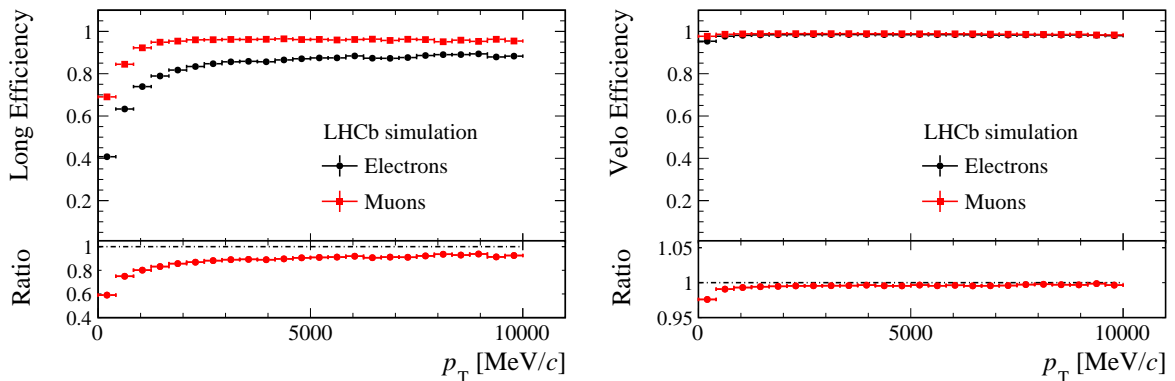 Long Efficiency
1
0.8
0.6
0.4
0.2
LHCb simulation
Electrons
Muons
Ratio
1
0.8
0.6
0.4
0 5000 10000
p_T [MeV/c]
Velo Efficiency
1
0.8
0.6
0.4
0.2
LHCb simulation
Electrons
Muons
Ratio
1.05
1
0.95
0 5000 10000
p_T [MeV/c]